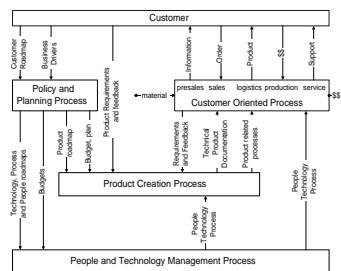 Customer
Customer
Roadmap
Business
Drivers
Product Requirements
and feedback
Information
Order
Product
$$
Support
Policy and
Planning Process
material
presales sales logistics production service
Customer Oriented Process
$$
Technology, Process
and People roadmaps
Budgets
Product
roadmap
Budget, plan
Requirements
and Feedback
Technical
Product
Documentation
Product related
processes
People
Technology
Process
Product Creation Process
People
Technology
Process
People and Technology Management Process